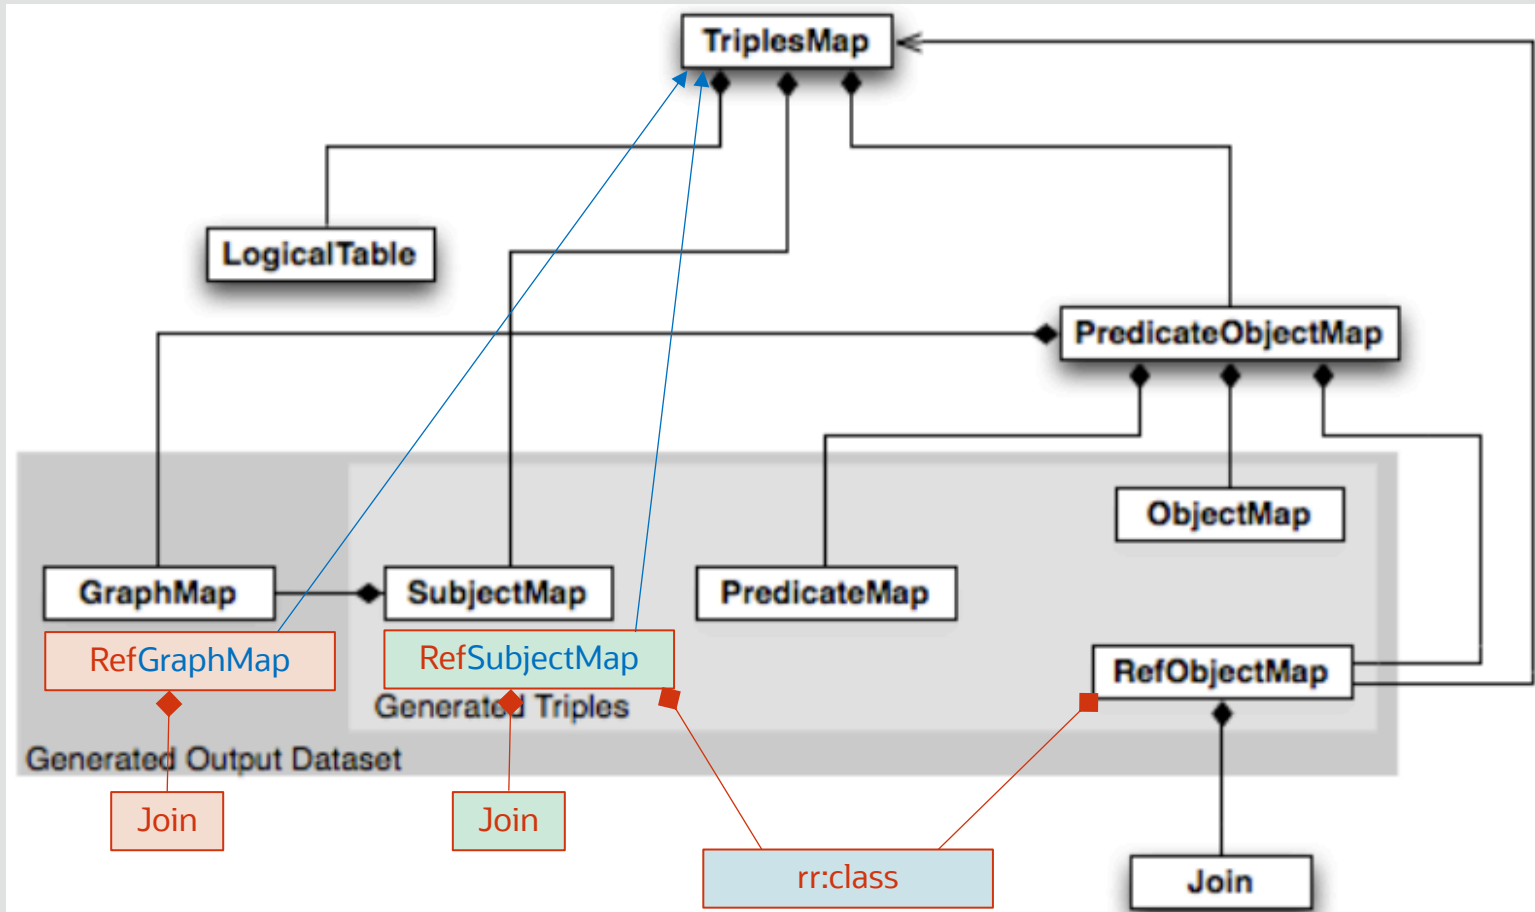 TriplesMap
LogicalTable
PredicateObjectMap
ObjectMap
GraphMap
SubjectMap
PredicateMap
RefGraphMap
RefSubjectMap
RefObjectMap
Generated Triples
Generated Output Dataset
Join
Join
rr:class
Join